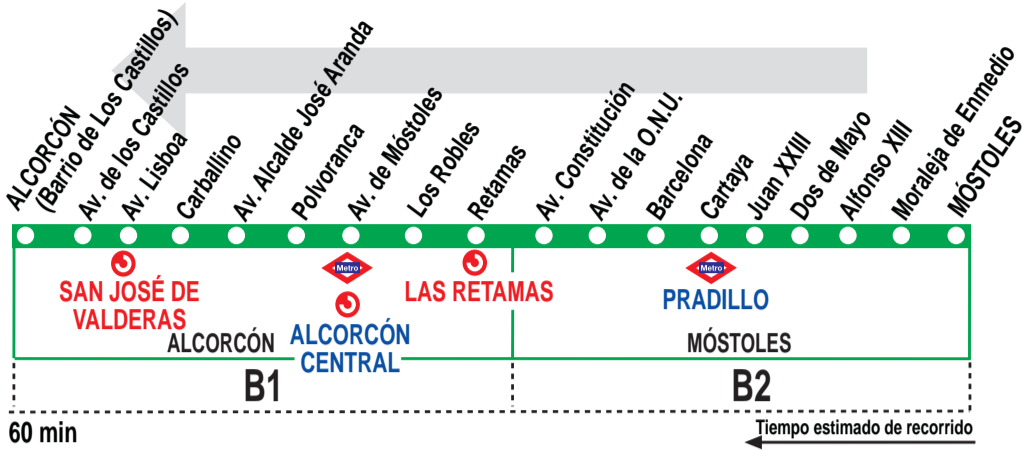 ALCORCÓN
(Barrio de Los Castillos)
Av. de los Castillos
Av. Lisboa
Carballino
Av. Alcalde José Aranda
Polvoranca
Av. de Móstoles
Los Robles
Retamas
Av. Constitución
Av. de la O.N.U.
Barcelona
Cartaya
Juan XXIII
Dos de Mayo
Alfonso XIII
Moraleja de Enmedio
MÓSTOLES
SAN JOSÉ DE
VALDERAS
Metro
ALCORCÓN
CENTRAL
LAS RETAMAS
Metro
PRADILLO
ALCORCÓN
MÓSTOLES
B1
B2
60 min
Tiempo estimado de recorrido